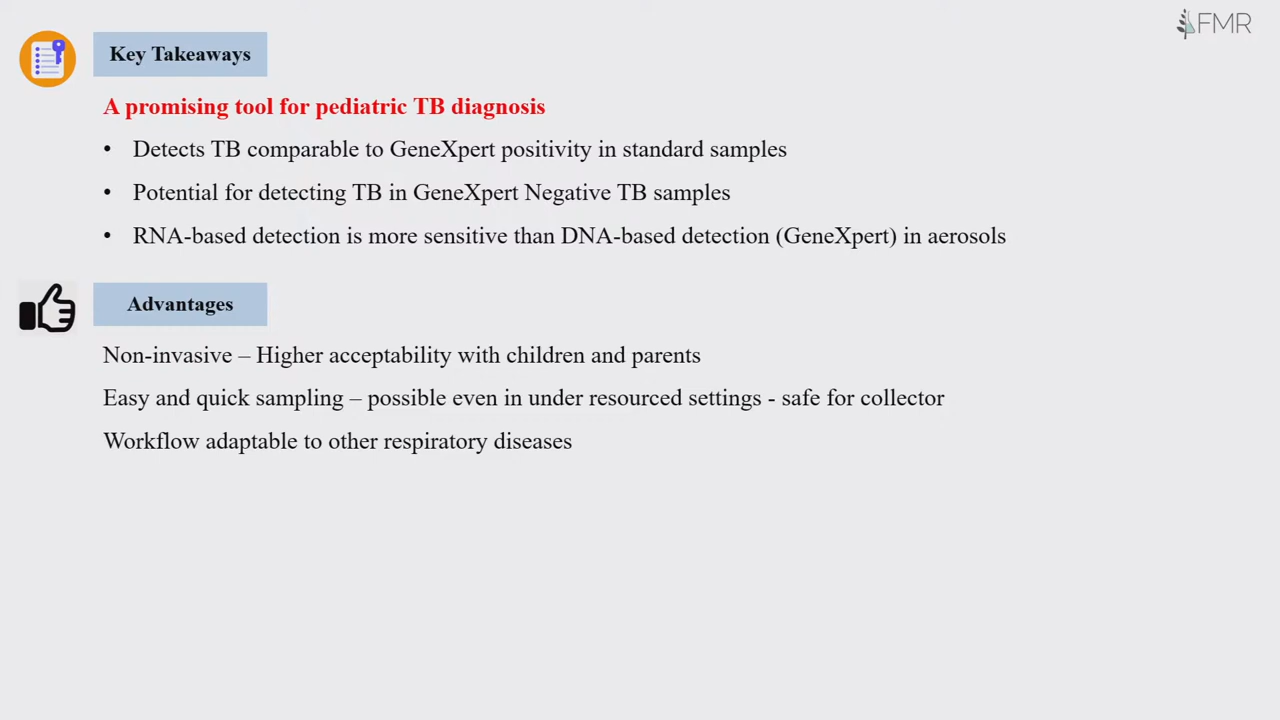 FMR
Key Takeaways
A promising tool for pediatric TB diagnosis
• Detects TB comparable to GeneXpert positivity in standard samples
• Potential for detecting TB in GeneXpert Negative TB samples
• RNA-based detection is more sensitive than DNA-based detection (GeneXpert) in aerosols
Advantages
Non-invasive – Higher acceptability with children and parents
Easy and quick sampling – possible even in under resourced settings - safe for collector
Workflow adaptable to other respiratory diseases